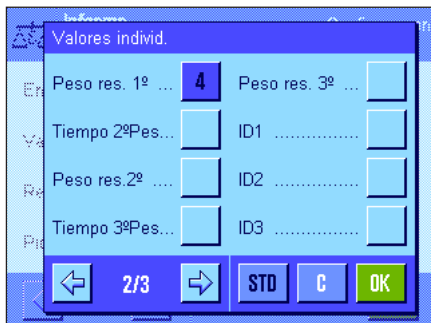 Informe
Valores individ.
Peso res. 1º ... 4
Peso res. 3º ...
Tiempo 2ºPes...
ID1 ................
Peso res.2º ....
ID2 ................
Tiempo 3ºPes...
ID3 ................
2/3
STD
C
OK